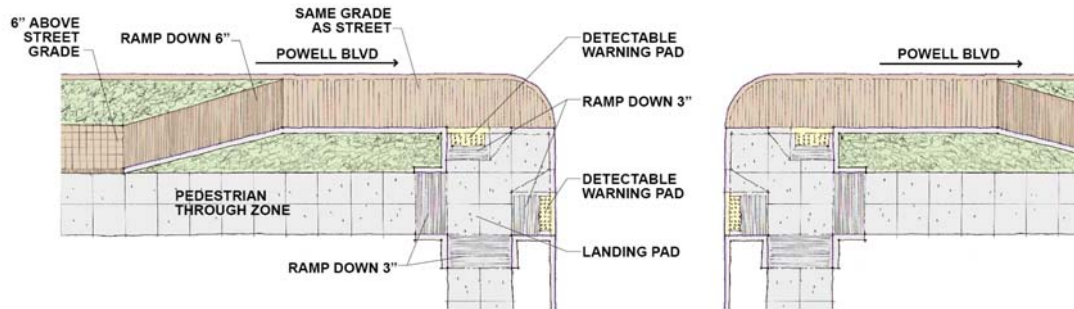 6” ABOVE
STREET
GRADE
RAMP DOWN 6”
POWELL BLVD
SAME GRADE
AS STREET
DETECTABLE
WARNING PAD
RAMP DOWN 3”
DETECTABLE
WARNING PAD
LANDING PAD
PEDESTRIAN
THROUGH ZONE
RAMP DOWN 3”
POWELL BLVD